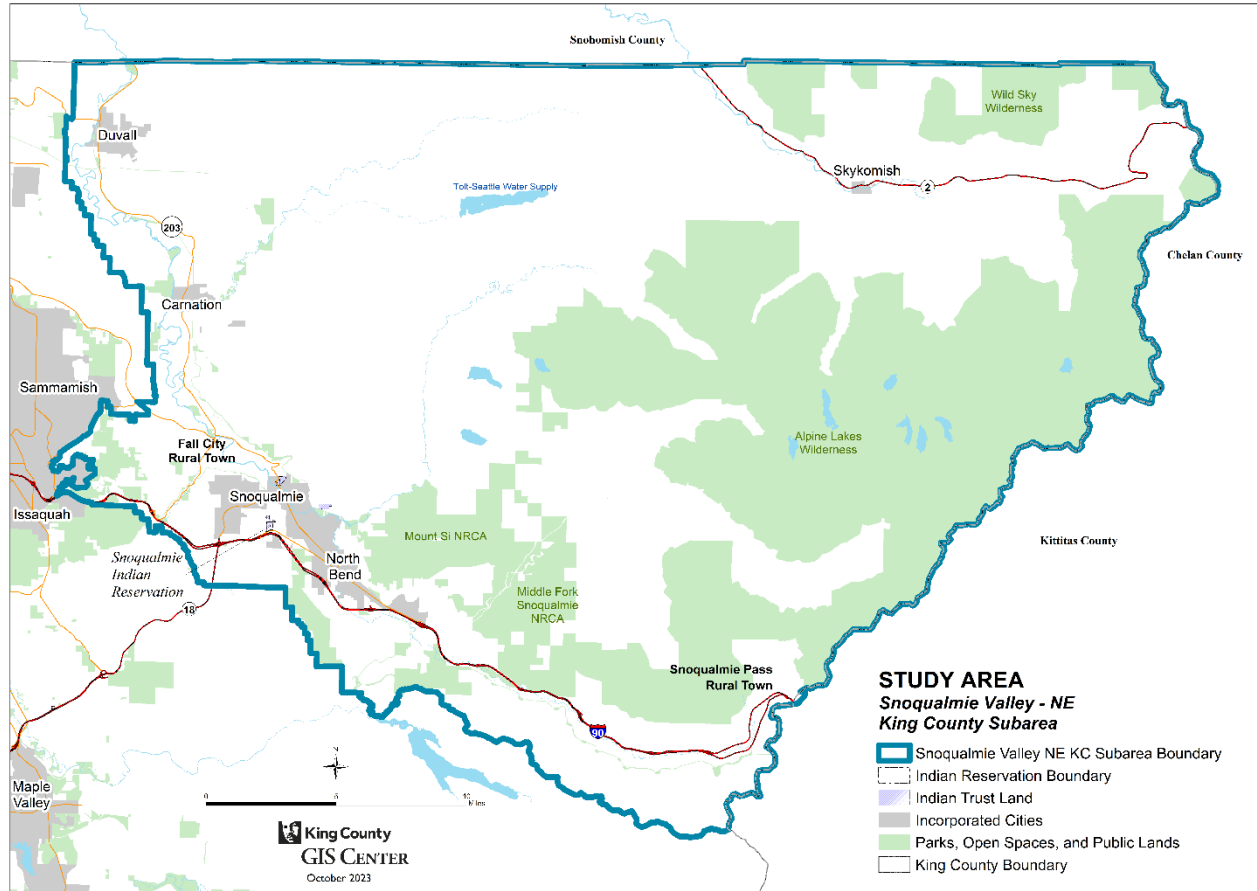 Snohomish County
Wild Sky
Wilderness
Duvall
Skykomish
2
Tolt-Seattle Water Supply
203
Chelan County
Carnation
Sammamish
Alpine Lakes
Wilderness
Fall City
Rural Town
Snoqualmie
Issaquah
Mount Si NRCA
Kittitas County
Snoqualmie
Indian
Reservation
North
Bend
Middle Fork
Snoqualmie
NRCA
18
Snoqualmie Pass
Rural Town
90
Maple
Valley
N
0 5 10
Miles
King County
GIS CENTER
October 2023
STUDY AREA
Snoqualmie Valley - NE
King County Subarea
Snoqualmie Valley NE KC Subarea Boundary
Indian Reservation Boundary
Indian Trust Land
Incorporated Cities
Parks, Open Spaces, and Public Lands
King County Boundary